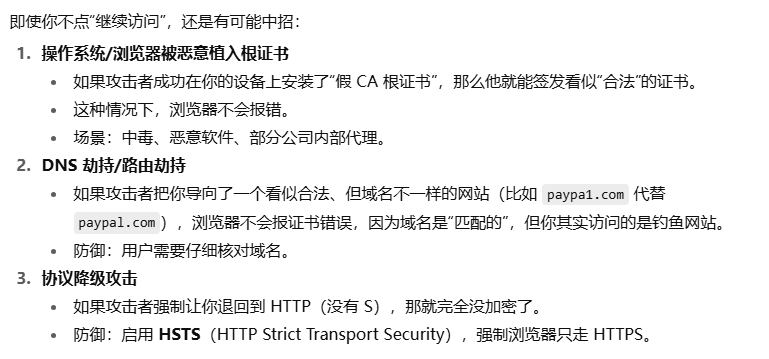 即使你不点“继续访问”，还是有可能中招：
1. 操作系统/浏览器被恶意植入根证书
• 如果攻击者成功在你的设备上安装了“假 CA 根证书”，那么他就能签发看似“合法”的证书。
• 这种情况下，浏览器不会报错。
• 场景：中毒、恶意软件、部分公司内部代理。
2. DNS 劫持/路由劫持
• 如果攻击者把你导向了一个看似合法、但域名不一样的网站（比如 paypa1.com 代替
paypal.com），浏览器不会报证书错误，因为域名是“匹配的”，但你其实访问的是钓鱼网站。
• 防御：用户需要仔细核对域名。
3. 协议降级攻击
• 如果攻击者强制让你退回到 HTTP（没有 S），那就完全没加密了。
• 防御：启用 HSTS（HTTP Strict Transport Security），强制浏览器只走 HTTPS。